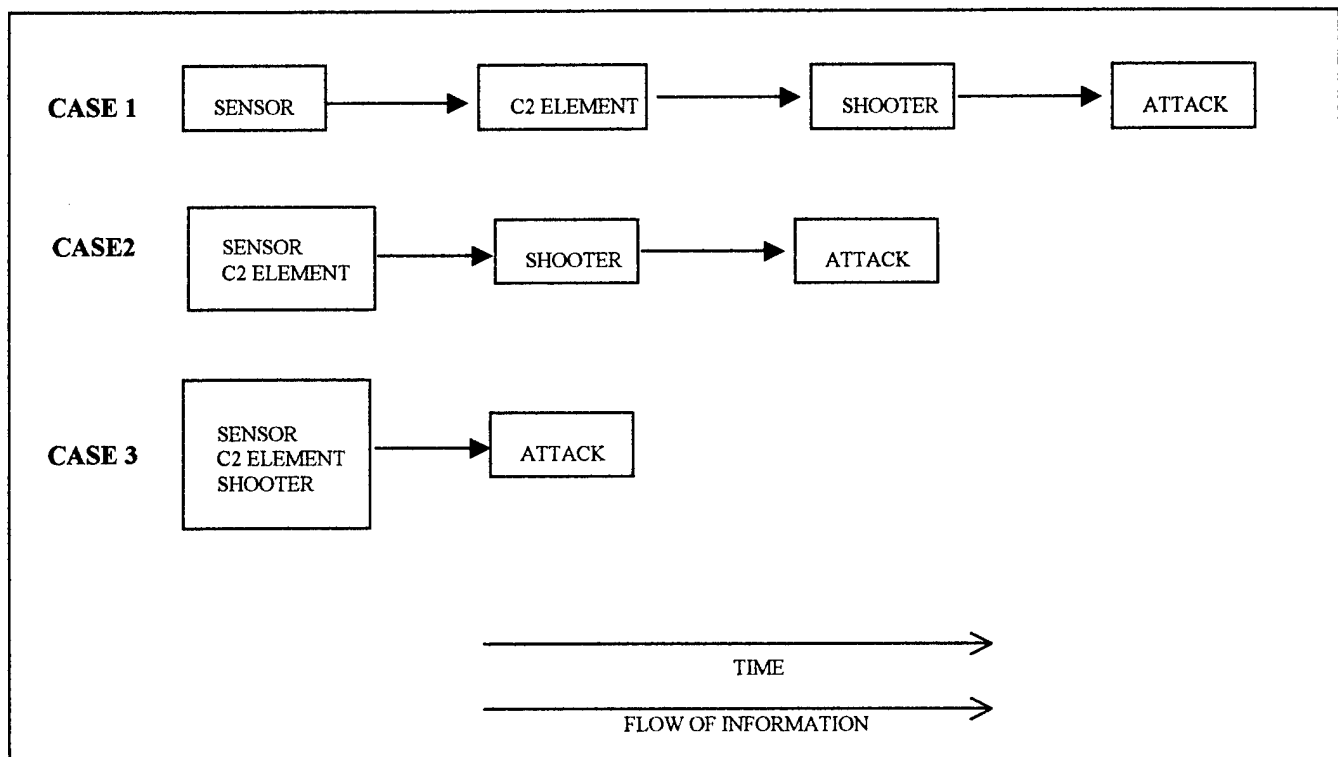 CASE 1
SENSOR
C2 ELEMENT
SHOOTER
ATTACK
CASE2
SENSOR
C2 ELEMENT
SHOOTER
ATTACK
CASE 3
SENSOR
C2 ELEMENT
SHOOTER
ATTACK
TIME
FLOW OF INFORMATION